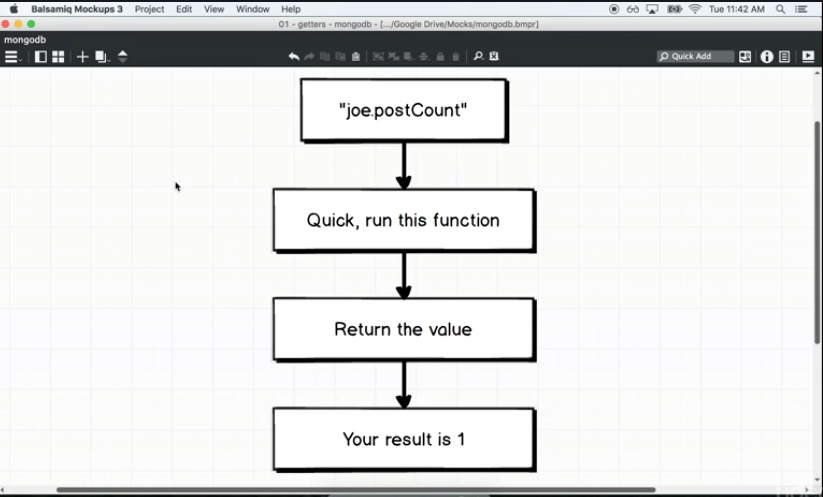 Balsamiq Mockups 3 Project Edit View Window Help Tue 11:42 AM
01 - getters - mongodb - [.../Google Drive/Mocks/mongodb.bmpr]
mongodb
Quick Add
"joe.postCount"
Quick, run this function
Return the value
Your result is 1